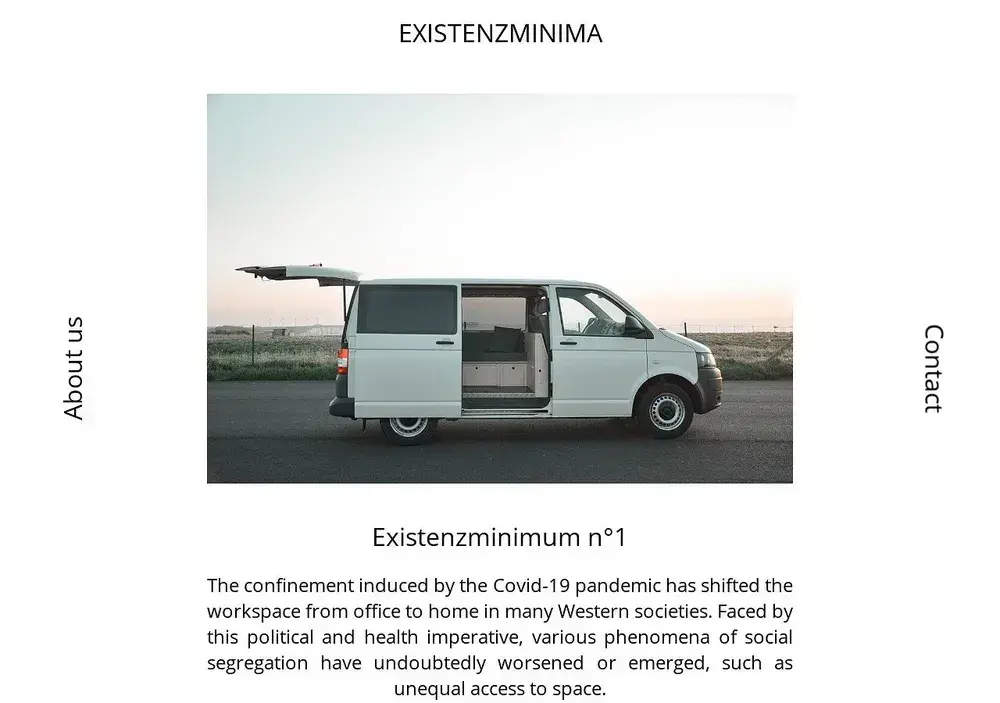 EXISTENZMINIMA
About us
Contact
Existenzminimum n°1
The confinement induced by the Covid-19 pandemic has shifted the
workspace from office to home in many Western societies. Faced by
this political and health imperative, various phenomena of social
segregation have undoubtedly worsened or emerged, such as
unequal access to space.